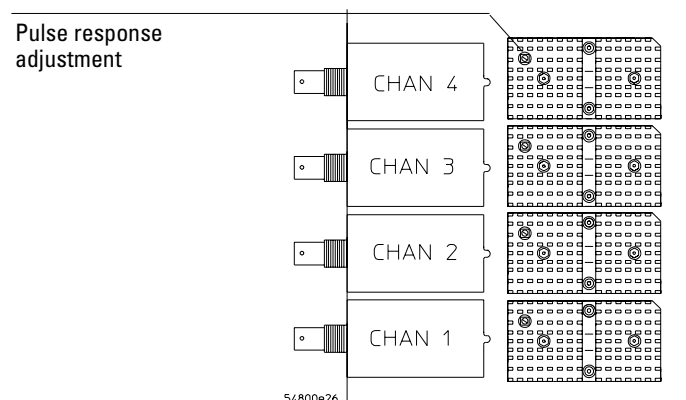 Pulse response
adjustment
CHAN 4
CHAN 3
CHAN 2
CHAN 1
54800e26